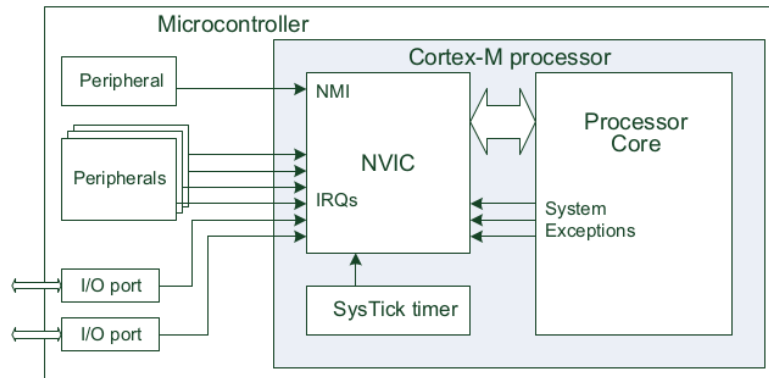 Microcontroller
Cortex-M processor
Peripheral
NMI
Processor
Core
NVIC
Peripherals
IRQs
System
Exceptions
I/O port
SysTick timer
I/O port